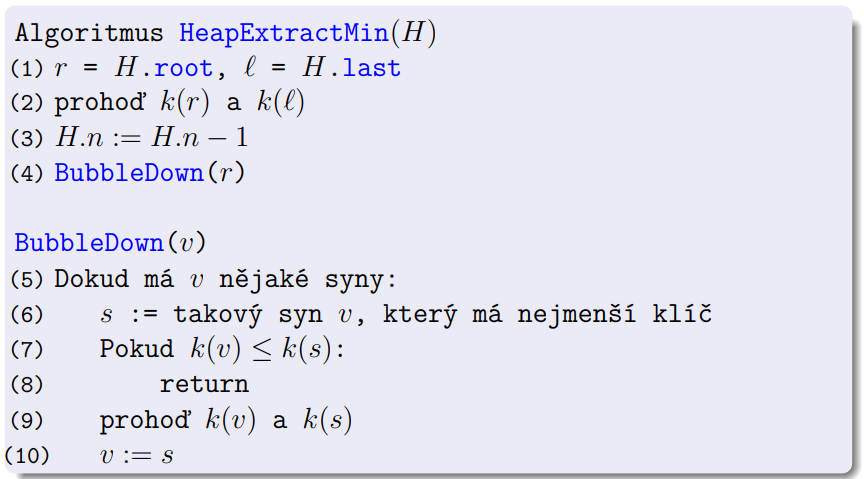 Algoritmus HeapExtractMin(H)
(1) r = H.root, ℓ = H.last
(2) prohoď k(r) a k(ℓ)
(3) H.n := H.n − 1
(4) BubbleDown(r)
BubbleDown(v)
(5) Dokud má v nějaké syny:
(6) s := takový syn v, který má nejmenší klíč
(7) Pokud k(v) ≤ k(s):
(8) return
(9) prohoď k(v) a k(s)
(10) v := s